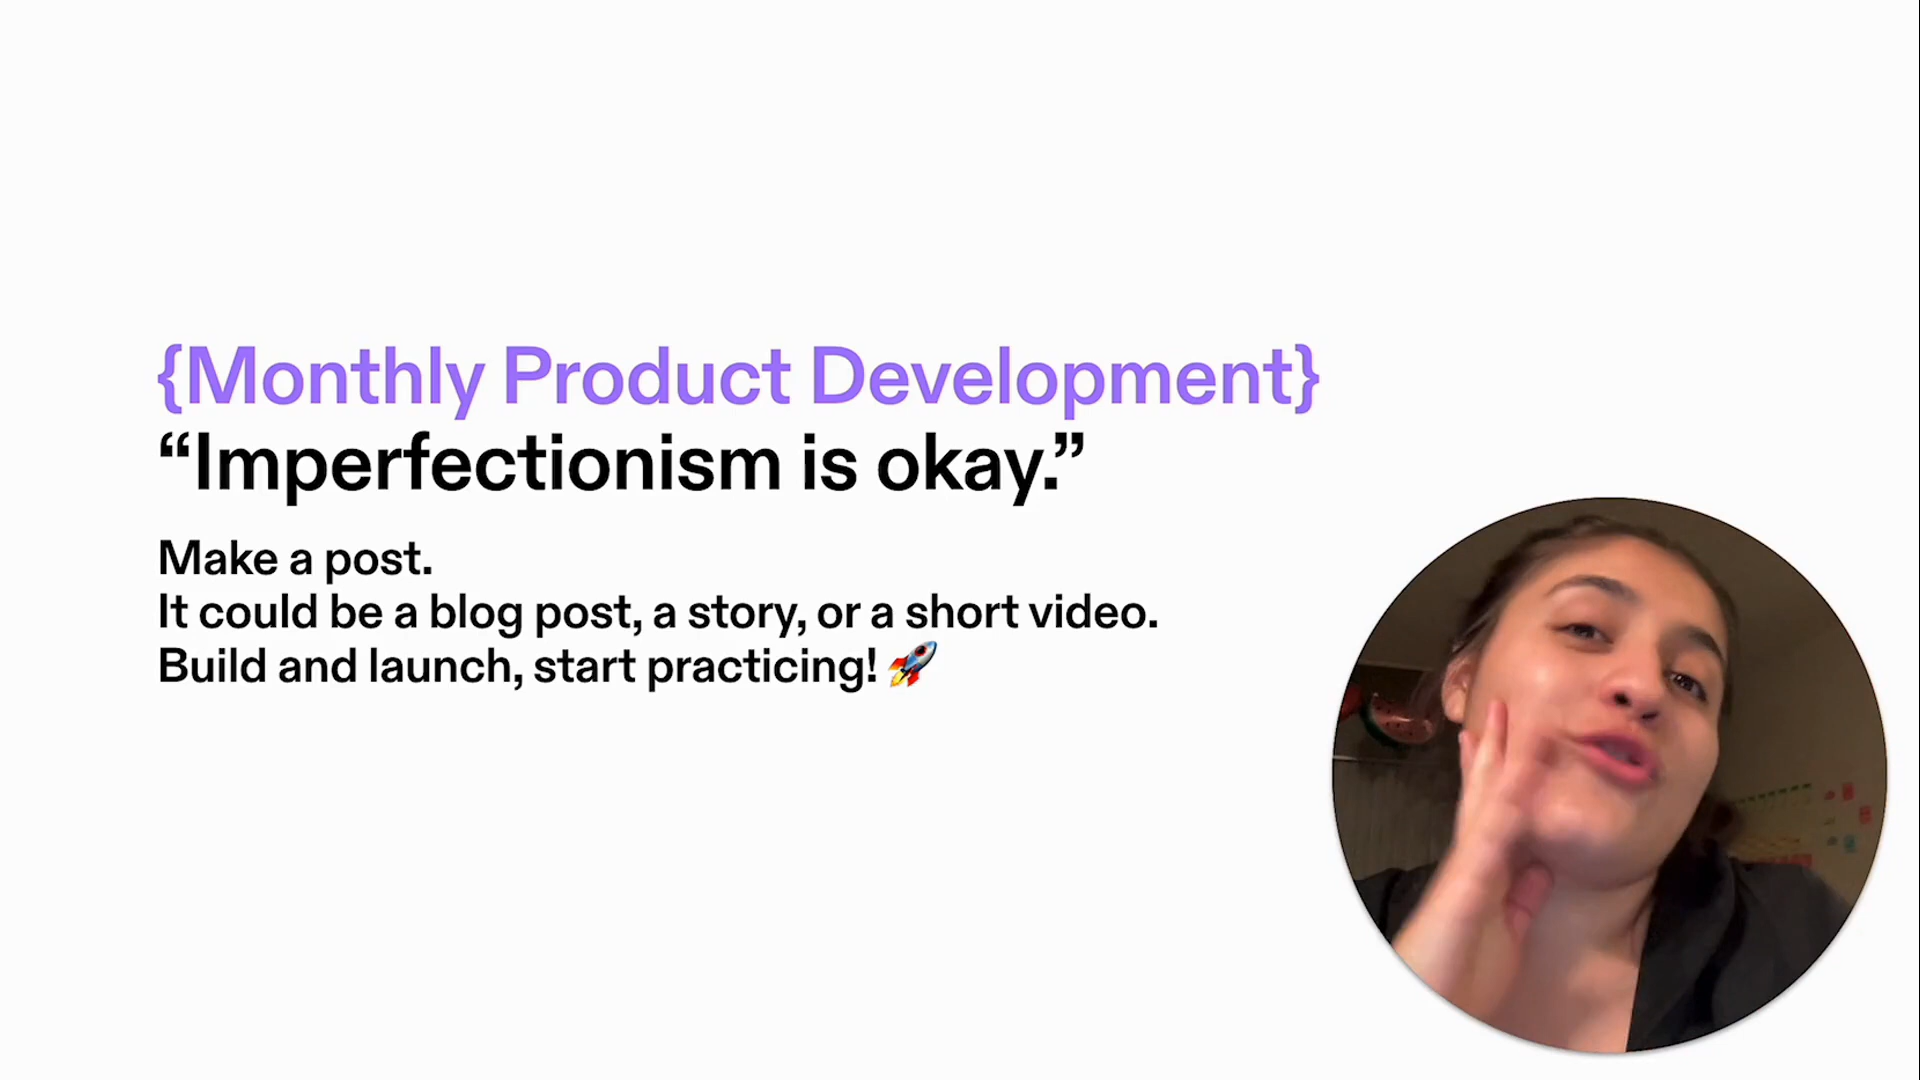 {Monthly Product Development}
“Imperfectionism is okay.”
Make a post.
It could be a blog post, a story, or a short video.
Build and launch, start practicing! 🚀